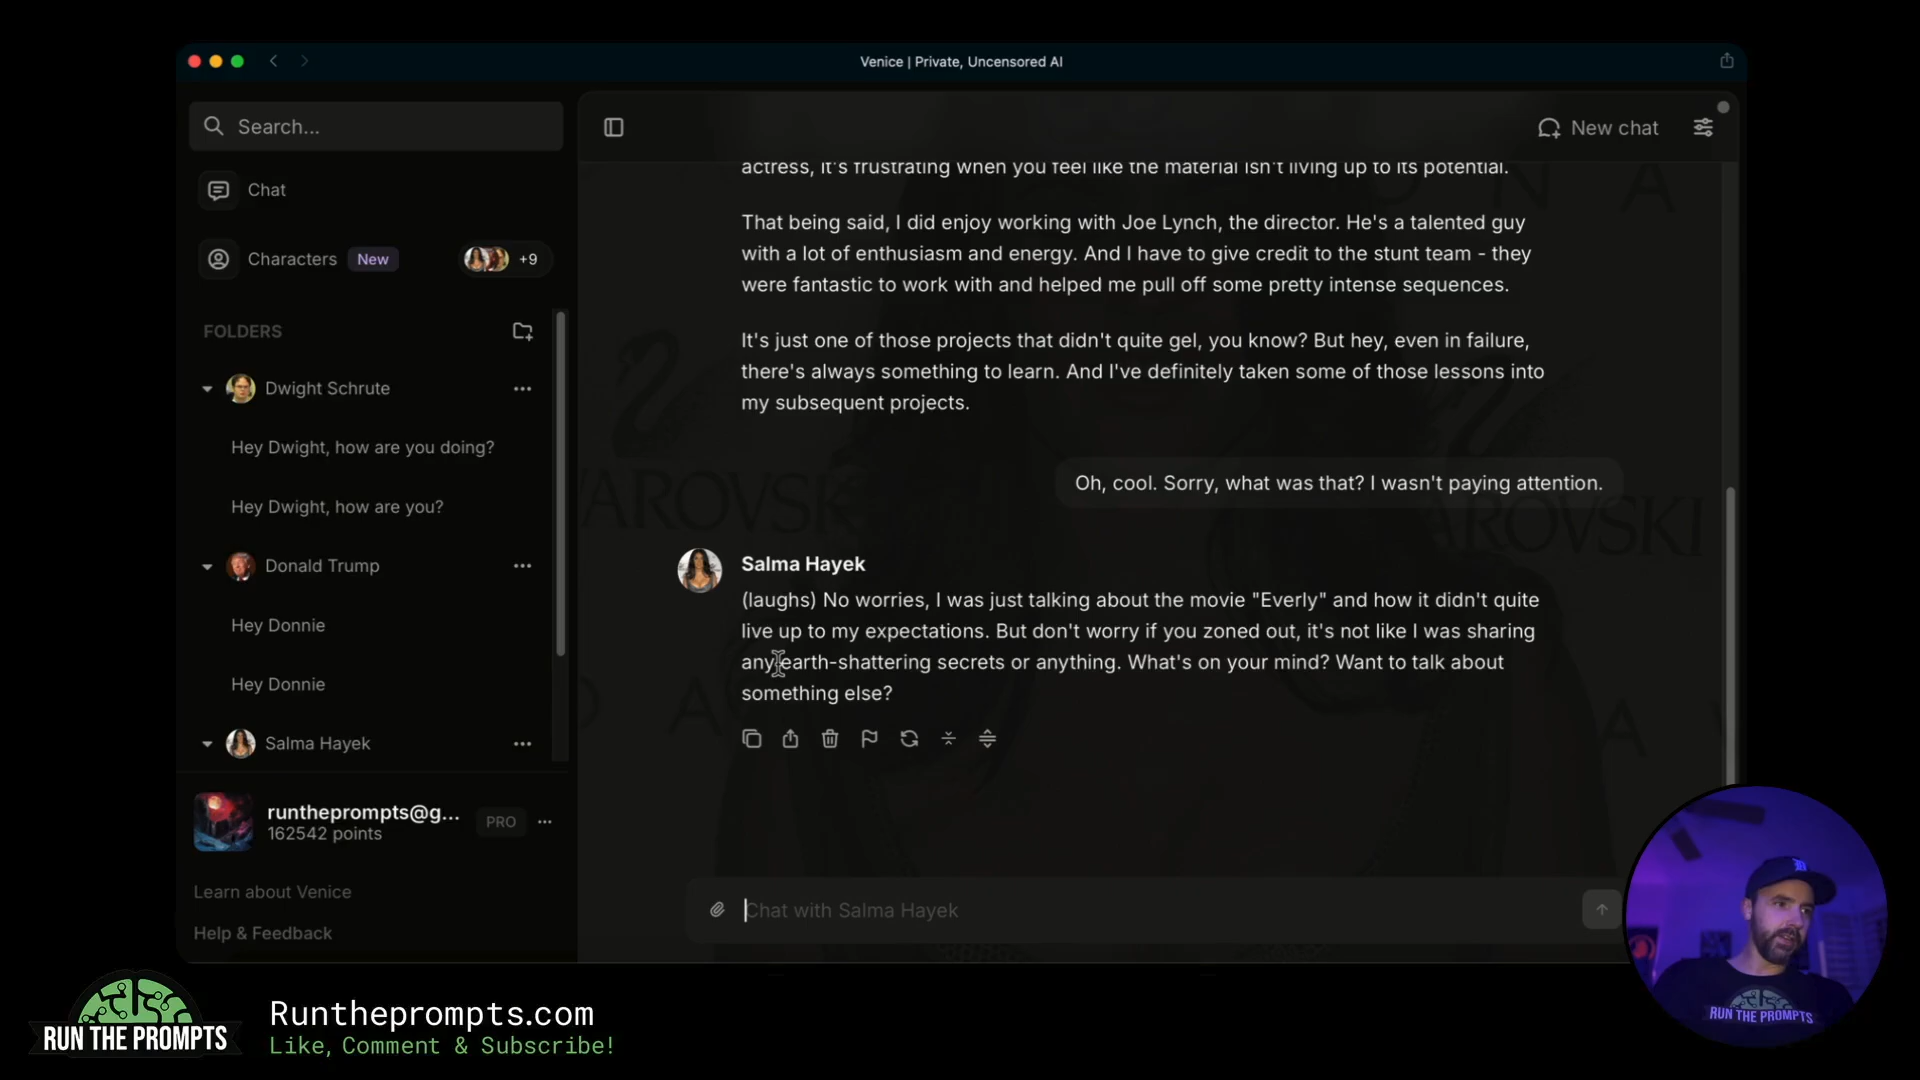 Venice | Private, Uncensored AI
Search...
Chat
Characters New +9
FOLDERS
Dwight Schrute
Hey Dwight, how are you doing?
Hey Dwight, how are you?
Donald Trump
Hey Donnie
Hey Donnie
Salma Hayek
runtheprompts@g...
162542 points
PRO
Learn about Venice
Help & Feedback
New chat
actress, it's frustrating when you feel like the material isn't living up to its potential.
That being said, I did enjoy working with Joe Lynch, the director. He's a talented guy
with a lot of enthusiasm and energy. And I have to give credit to the stunt team - they
were fantastic to work with and helped me pull off some pretty intense sequences.
It's just one of those projects that didn't quite gel, you know? But hey, even in failure,
there's always something to learn. And I've definitely taken some of those lessons into
my subsequent projects.
Oh, cool. Sorry, what was that? I wasn't paying attention.
AROVSK
AROVSKI
Salma Hayek
(laughs) No worries, I was just talking about the movie "Everly" and how it didn't quite
live up to my expectations. But don't worry if you zoned out, it's not like I was sharing
any earth-shattering secrets or anything. What's on your mind? Want to talk about
something else?
Chat with Salma Hayek
RUN THE PROMPTS
RUN THE PROMPTS
Runtheprompts.com
Like, Comment & Subscribe!